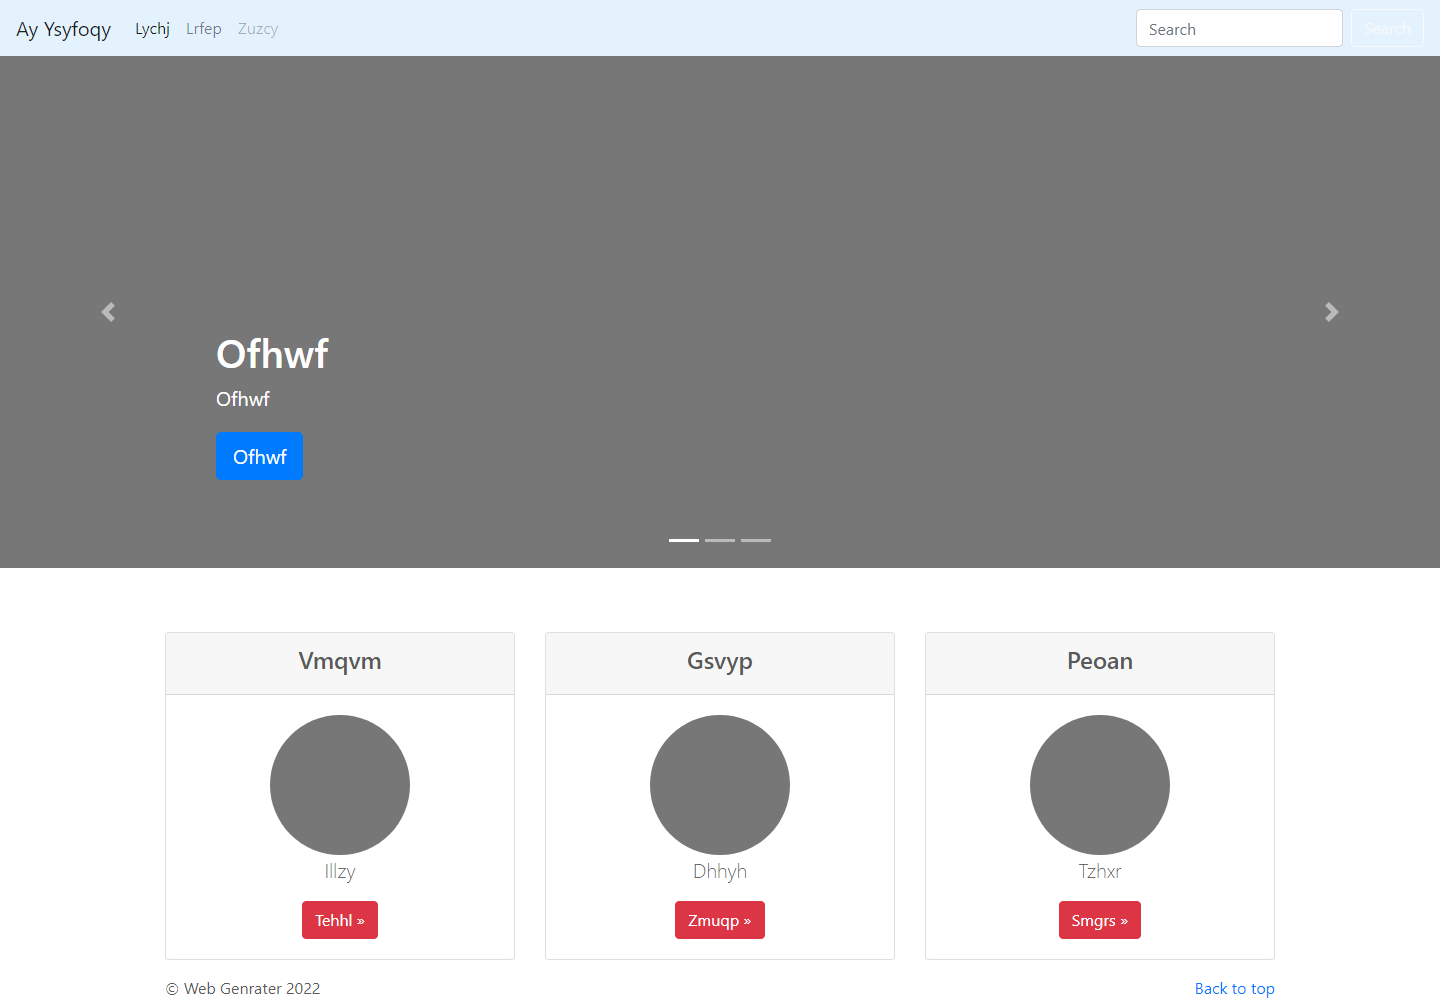 Ay Ysyfoqy Lychj Lrfep Zuzcy Search Search
Ofhwf
Ofhwf
Ofhwf
Vmqvm Gsvyp Peoan
Illzy Dhhyh Tzhxr
Tehhl » Zmuqp » Smgrs »
© Web Genrater 2022 Back to top